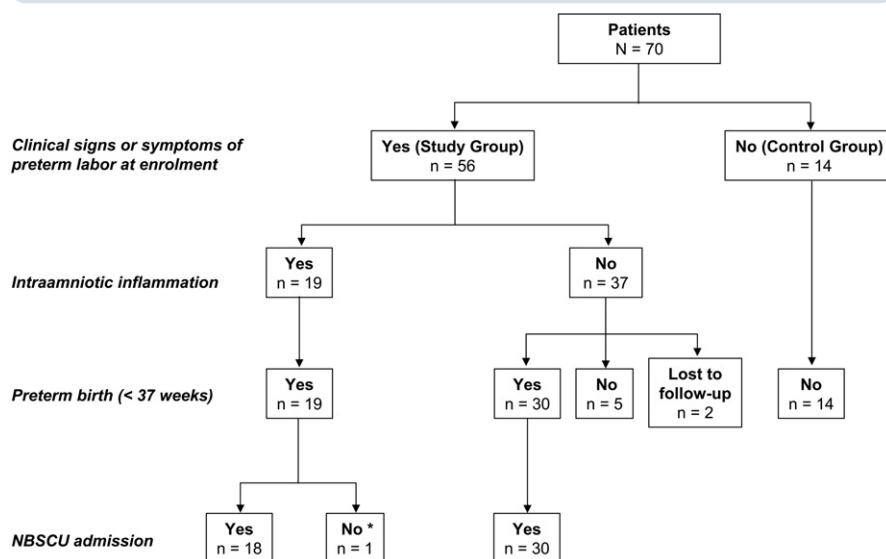 Patients
N = 70
Clinical signs or symptoms of
preterm labor at enrolment
Yes (Study Group)
n = 56
No (Control Group)
n = 14
Intraamniotic inflammation
Yes
n = 19
No
n = 37
Preterm birth (< 37 weeks)
Yes
n = 19
Yes
n = 30
No
n = 5
Lost to
follow-up
n = 2
No
n = 14
NBSCU admission
Yes
n = 18
No *
n = 1
Yes
n = 30